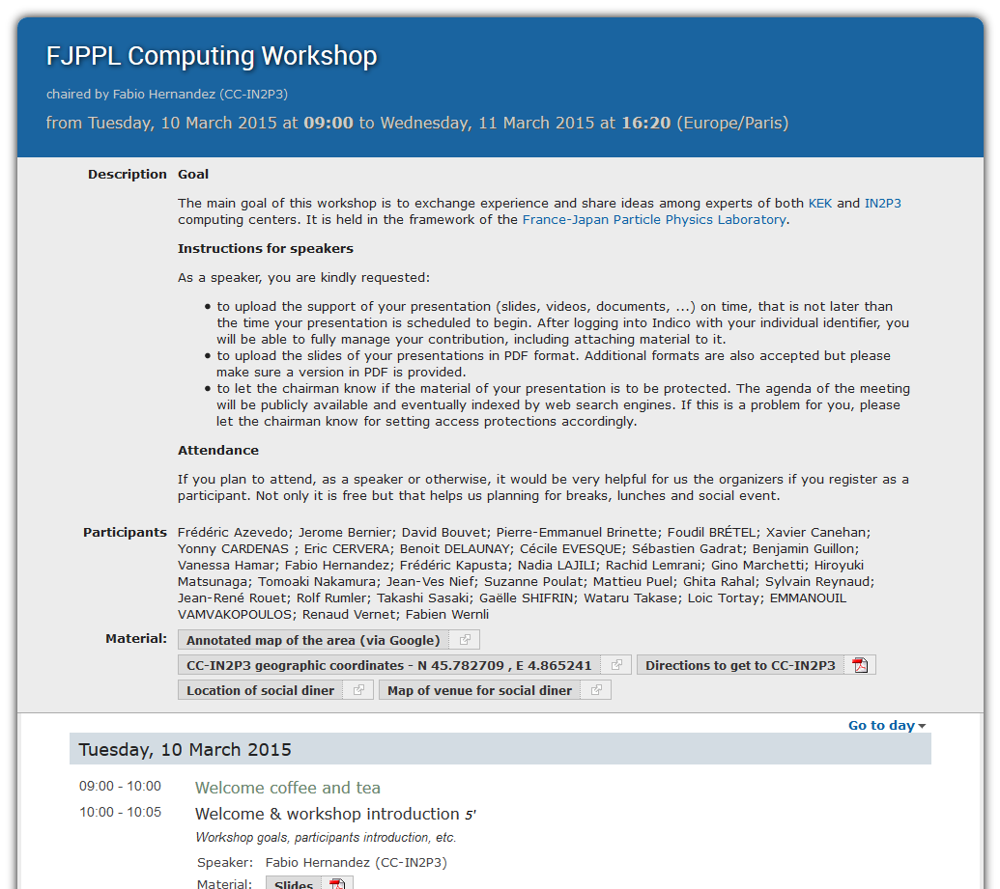 FJPPL Computing Workshop
chaired by Fabio Hernandez (CC-IN2P3)
from Tuesday, 10 March 2015 at 09:00 to Wednesday, 11 March 2015 at 16:20 (Europe/Paris)
Description Goal
The main goal of this workshop is to exchange experience and share ideas among experts of both KEK and IN2P3
computing centers. It is held in the framework of the France-Japan Particle Physics Laboratory.
Instructions for speakers
As a speaker, you are kindly requested:
• to upload the support of your presentation (slides, videos, documents, ...) on time, that is not later than
the time your presentation is scheduled to begin. After logging into Indico with your individual identifier, you
will be able to fully manage your contribution, including attaching material to it.
• to upload the slides of your presentations in PDF format. Additional formats are also accepted but please
make sure a version in PDF is provided.
• to let the chairman know if the material of your presentation is to be protected. The agenda of the meeting
will be publicly available and eventually indexed by web search engines. If this is a problem for you, please
let the chairman know for setting access protections accordingly.
Attendance
If you plan to attend, as a speaker or otherwise, it would be very helpful for us the organizers if you register as a
participant. Not only it is free but that helps us planning for breaks, lunches and social event.
Participants Frédéric Azevedo; Jerome Bernier; David Bouvet; Pierre-Emmanuel Brinette; Foudil BRÉTEL; Xavier Canehan;
Yonny CARDENAS ; Eric CERVERA; Benoit DELAUNAY; Cécile EVESQUE; Sébastien Gadrat; Benjamin Guillon;
Vanessa Hamar; Fabio Hernandez; Frédéric Kapusta; Nadia LAJILI; Rachid Lemrani; Gino Marchetti; Hiroyuki
Matsunaga; Tomoaki Nakamura; Jean-Yves Nief; Suzanne Poulat; Mattieu Puel; Ghita Rahal; Sylvain Reynaud;
Jean-René Rouet; Rolf Rumler; Takashi Sasaki; Gaëlle SHIFRIN; Wataru Takase; Loic Tortay; EMMANOUIL
VAMVAKOPOULOS; Renaud Vernet; Fabien Wernli
Material: Annotated map of the area (via Google)
CC-IN2P3 geographic coordinates - N 45.782709 , E 4.865241 Directions to get to CC-IN2P3
Location of social diner Map of venue for social diner
Go to day
Tuesday, 10 March 2015
09:00 - 10:00 Welcome coffee and tea
10:00 - 10:05 Welcome & workshop introduction 5'
Workshop goals, participants introduction, etc.
Speaker: Fabio Hernandez (CC-IN2P3)
Material: Slides